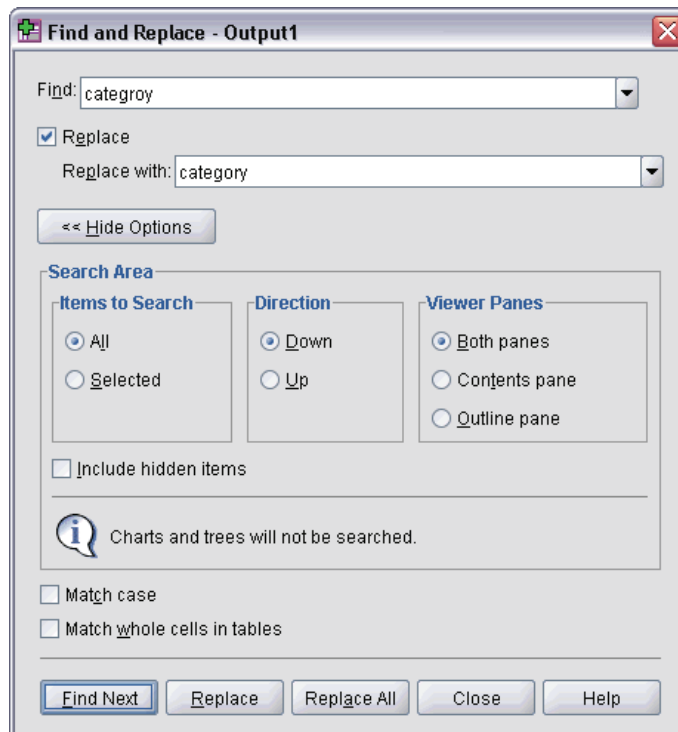 Find and Replace - Output1
Find: categroy
Replace
Replace with: category
<< Hide Options
Search Area
Items to Search Direction Viewer Panes
All Down Both panes
Selected Up Contents pane
Outline pane
Include hidden items
Charts and trees will not be searched.
Match case
Match whole cells in tables
Find Next Replace Replace All Close Help